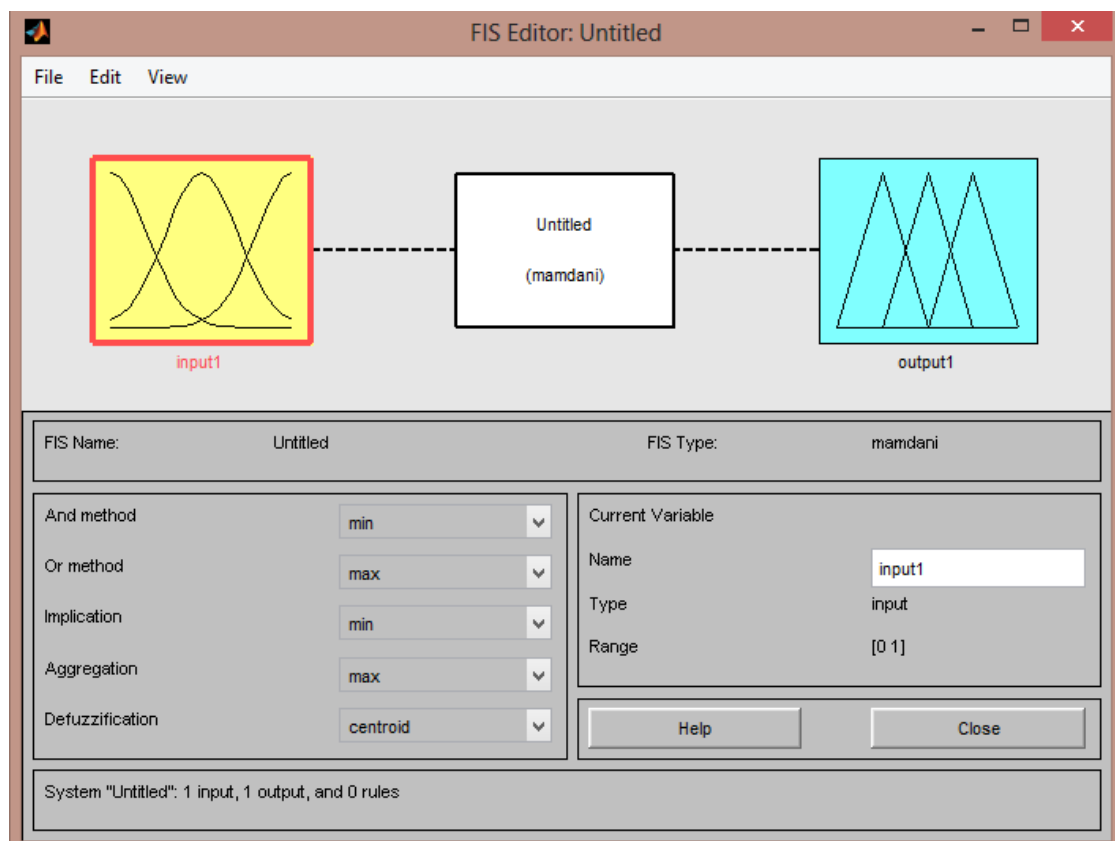 FIS Editor: Untitled
File Edit View
Untitled
(mamdani)
input1
output1
FIS Name: Untitled FIS Type: mamdani
And method min
Or method max
Implication min
Aggregation max
Defuzzification centroid
Current Variable
Name input1
Type input
Range [0 1]
Help Close
System "Untitled": 1 input, 1 output, and 0 rules